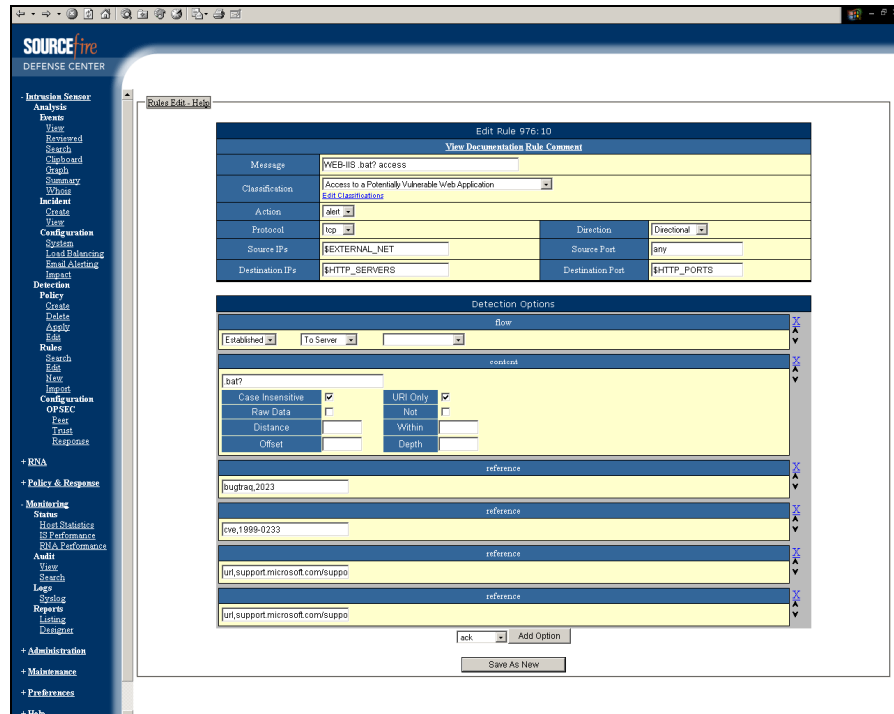 SOURCEfire
DEFENSE CENTER
- Intrusion Sensor
Analysis
Events
View
Reviewed
Search
Clipboard
Graph
Summary
Whois
Incident
Create
View
Configuration
System
Load Balancing
Email Alerting
Impact
Detection
Policy
Create
Delete
Apply
Edit
Rules
Search
Edit
New
Import
Configuration
OPSEC
Peer
Trust
Response
+ RNA
+ Policy & Response
- Monitoring
Status
Host Statistics
IS Performance
RNA Performance
Audit
View
Search
Logs
Syslog
Reports
Listing
Designer
+ Administration
+ Maintenance
+ Preferences
+ Help
Rules Edit - Help
Edit Rule 976:10
View Documentation Rule Comment
Message WEB-IIS .bat? access
Classification Access to a Potentially Vulnerable Web Application
Edit Classifications
Action alert
Protocol tcp Direction Directional
Source IPs $EXTERNAL_NET Source Port any
Destination IPs $HTTP_SERVERS Destination Port $HTTP_PORTS
Detection Options
flow X
Established To Server
content X
.bat?
Case Insensitive URI Only
Raw Data Not
Distance Within
Offset Depth
reference X
bugtraq,2023
reference X
cve,1999-0233
reference X
url,support.microsoft.com/suppo
reference X
url,support.microsoft.com/suppo
ack Add Option
Save As New